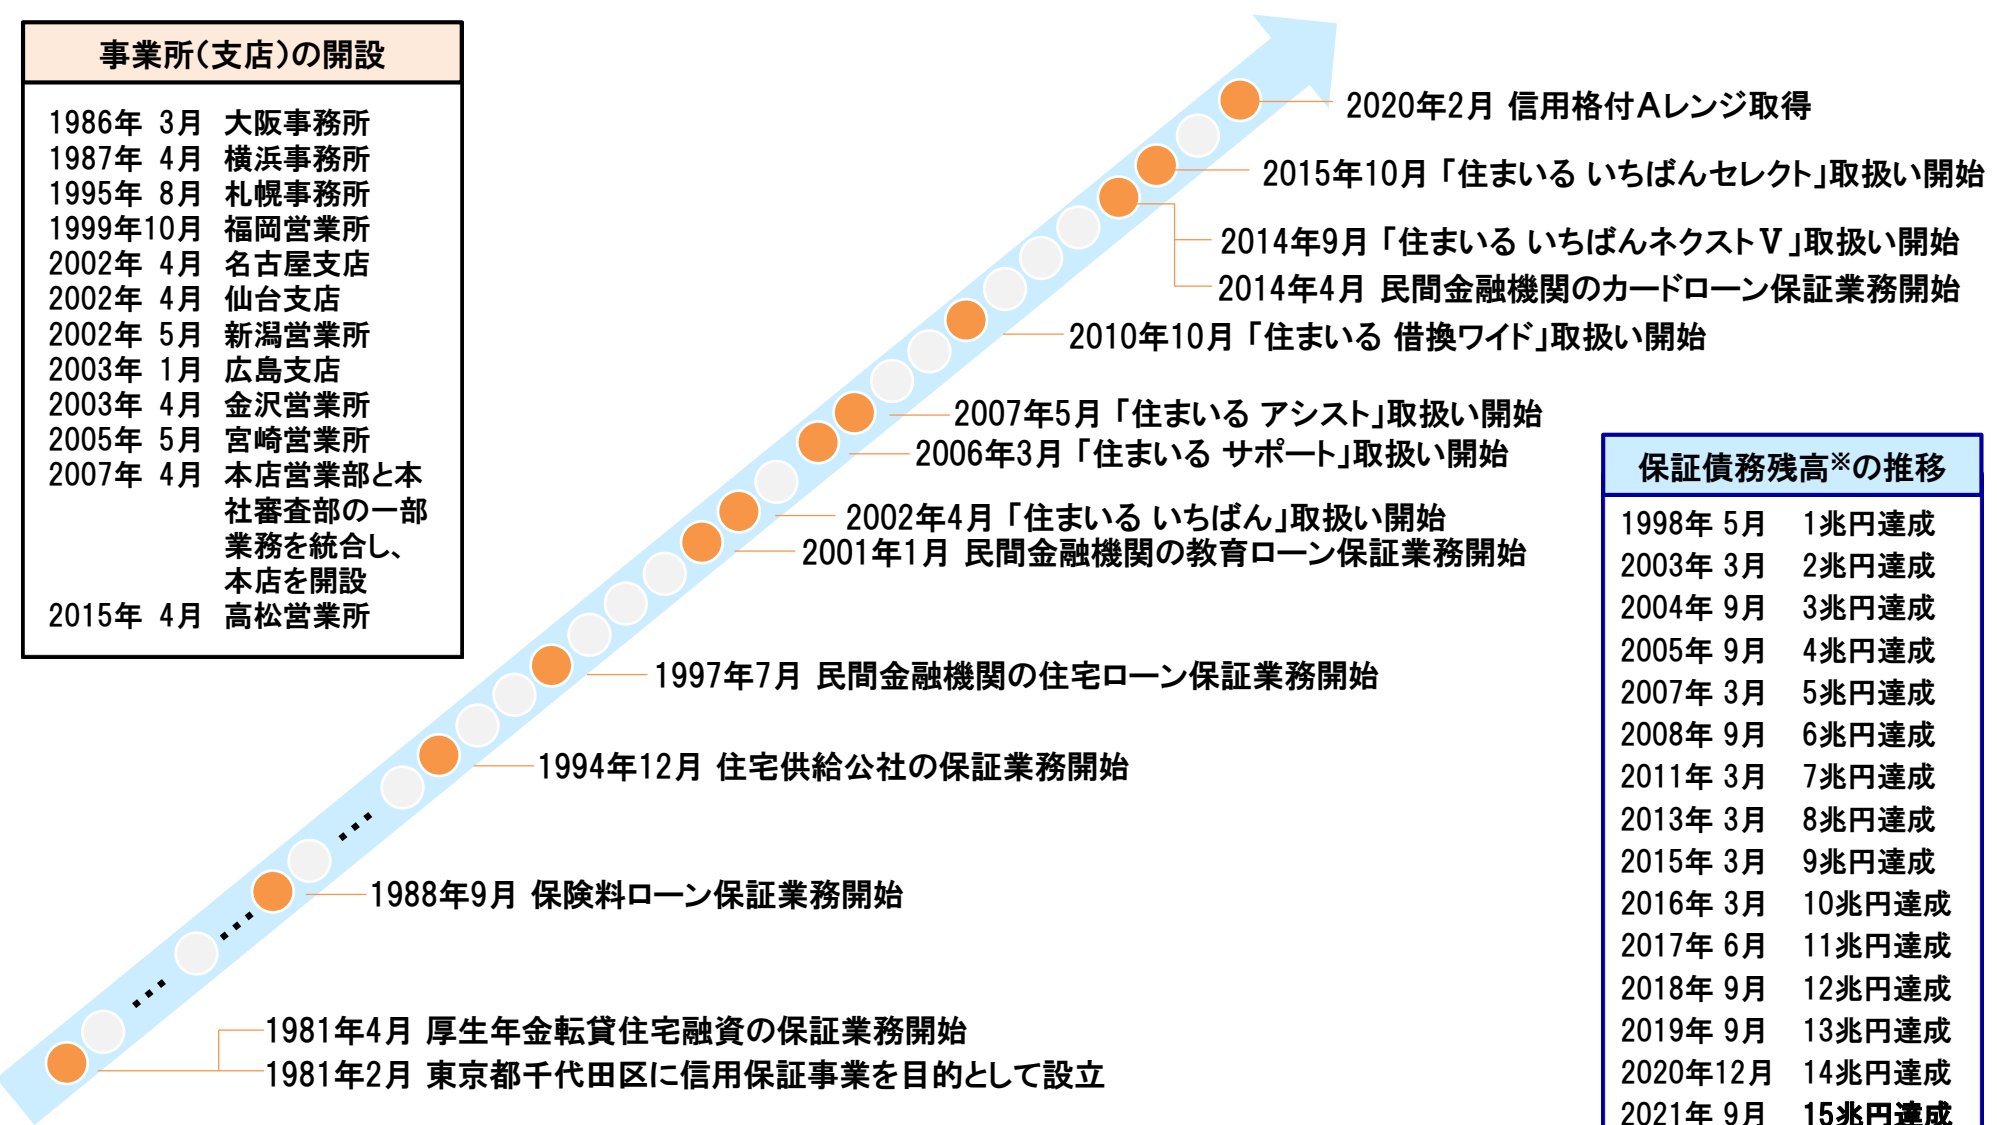 事業所(支店)の開設
1986年 3月 大阪事務所
1987年 4月 横浜事務所
1995年 8月 札幌事務所
1999年10月 福岡営業所
2002年 4月 名古屋支店
2002年 4月 仙台支店
2002年 5月 新潟営業所
2003年 1月 広島支店
2003年 4月 金沢営業所
2005年 5月 宮崎営業所
2007年 4月 本店営業部と本
社審査部の一部
業務を統合し、
本店を開設
2015年 4月 高松営業所
2020年2月 信用格付Aレンジ取得
2015年10月「住まいる いちばんセレクト」取扱い開始
2014年9月「住まいる いちばんネクストⅤ」取扱い開始
2014年4月 民間金融機関のカードローン保証業務開始
2010年10月「住まいる 借換ワイド」取扱い開始
2007年5月「住まいる アシスト」取扱い開始
2006年3月「住まいる サポート」取扱い開始
2002年4月「住まいる いちばん」取扱い開始
2001年1月 民間金融機関の教育ローン保証業務開始
1997年7月 民間金融機関の住宅ローン保証業務開始
1994年12月 住宅供給公社の保証業務開始
1988年9月 保険料ローン保証業務開始
1981年4月 厚生年金転貸住宅融資の保証業務開始
1981年2月 東京都千代田区に信用保証事業を目的として設立
保証債務残高※の推移
1998年 5月 1兆円達成
2003年 3月 2兆円達成
2004年 9月 3兆円達成
2005年 9月 4兆円達成
2007年 3月 5兆円達成
2008年 9月 6兆円達成
2011年 3月 7兆円達成
2013年 3月 8兆円達成
2015年 3月 9兆円達成
2016年 3月 10兆円達成
2017年 6月 11兆円達成
2018年 9月 12兆円達成
2019年 9月 13兆円達成
2020年12月 14兆円達成
2021年 9月 15兆円達成